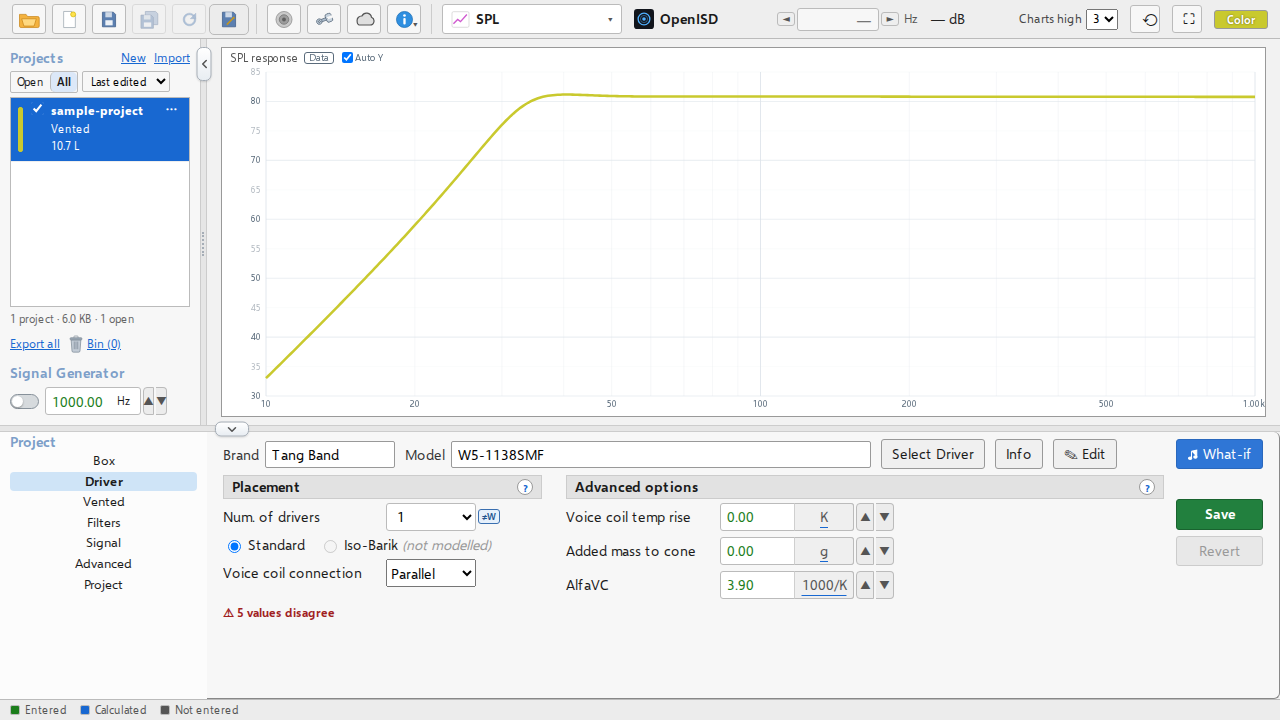 SPL
OpenISD
— Hz — dB
Charts high 3
Color
Projects New Import
Open All Last edited
sample-project ...
Vented
10.7 L
1 project · 6.0 KB · 1 open
Export all Bin (0)
Signal Generator
1000.00 Hz
SPL response Data Auto Y
85
80
75
70
65
60
55
50
45
40
35
30
10 20 50 100 200 500 1.00k
Project
Box
Driver
Vented
Filters
Signal
Advanced
Project
Brand Tang Band Model W5-1138SMF Select Driver Info Edit What-if
Placement ?
Num. of drivers 1 ≠W
Standard Iso-Barik (not modelled)
Voice coil connection Parallel
⚠ 5 values disagree
Advanced options ?
Voice coil temp rise 0.00 K
Added mass to cone 0.00 g
AlfaVC 3.90 1000/K
Save
Revert
Entered Calculated Not entered